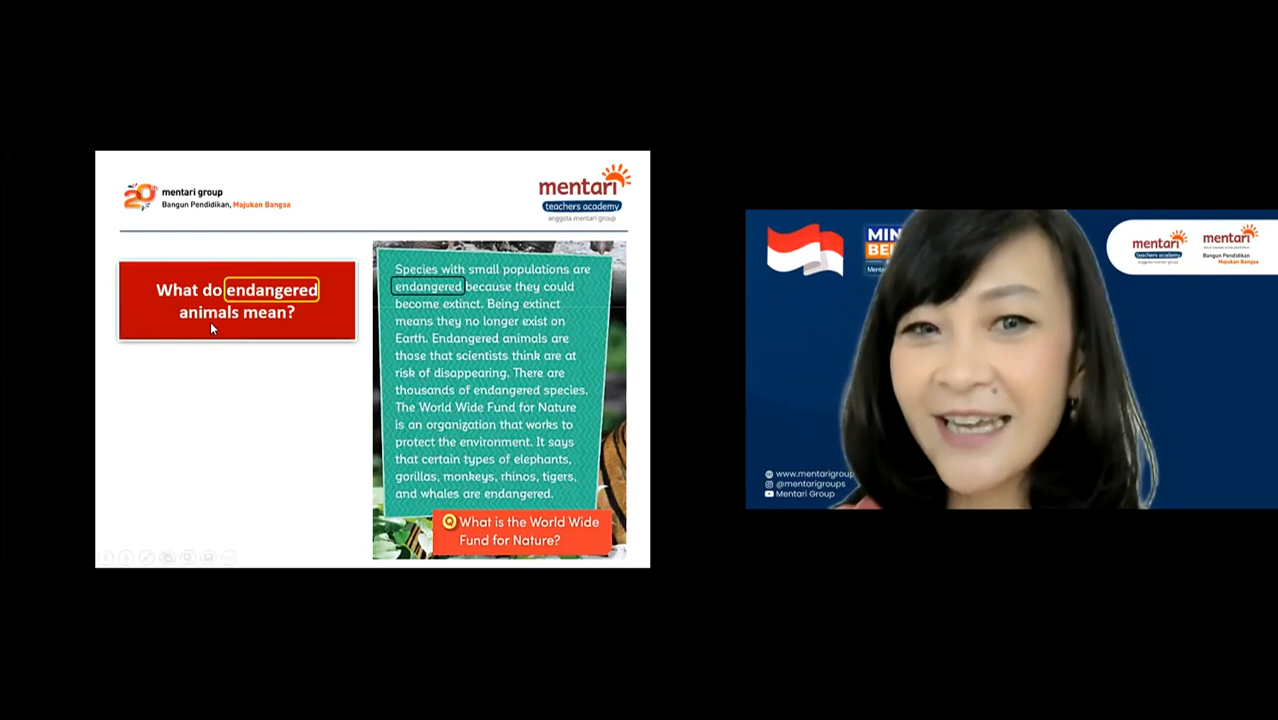 20
mentari group
Bangun Pendidikan, Majukan Bangsa
mentari
teachers academy
anggota mentari group
What do endangered
animals mean?
Species with small populations are
endangered because they could
become extinct. Being extinct
means they no longer exist on
Earth. Endangered animals are
those that scientists think are at
risk of disappearing. There are
thousands of endangered species.
The World Wide Fund for Nature
is an organization that works to
protect the environment. It says
that certain types of elephants,
gorillas, monkeys, rhinos, tigers,
and whales are endangered.
Q What is the World Wide
Fund for Nature?
MIN
BE
mentari
teachers academy
anggota mentari group
mentari
Bangun Pendidikan,
Majukan Bangsa
www.mentarigroup
@mentarigroups
Mentari Group